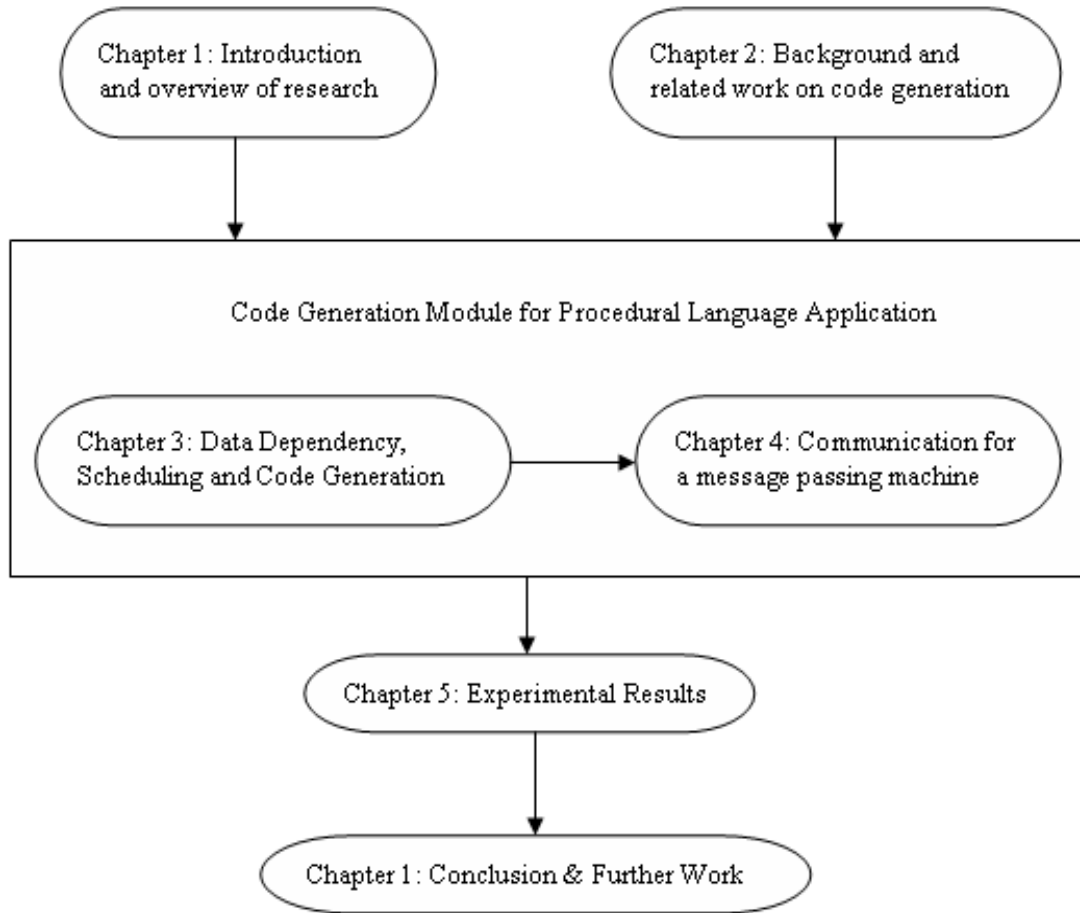 Chapter 1: Introduction
and overview of research
Chapter 2: Background and
related work on code generation
Code Generation Module for Procedural Language Application
Chapter 3: Data Dependency,
Scheduling and Code Generation
Chapter 4: Communication for
a message passing machine
Chapter 5: Experimental Results
Chapter 1: Conclusion & Further Work